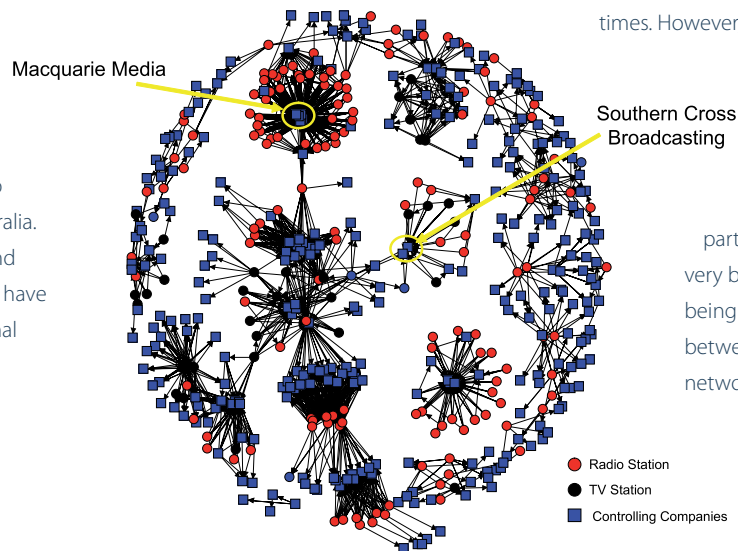 times. However
Macquarie Media
Southern Cross
Broadcasting
ralia.
nd
have
nal
part
very b
being
betwe
netwo
Radio Station
TV Station
Controlling Companies